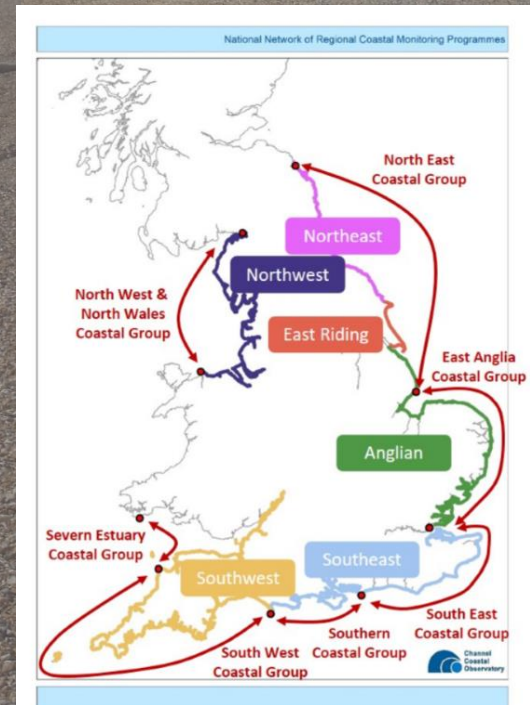 National Network of Regional Coastal Monitoring Programmes
North East
Coastal Group
Northeast
Northwest
North West &
North Wales
Coastal Group
East Riding
East Anglia
Coastal Group
Anglian
Severn Estuary
Coastal Group
Southwest
Southeast
South West
Coastal Group
Southern
Coastal Group
South East
Coastal Group
Channel
Coastal
Observatory